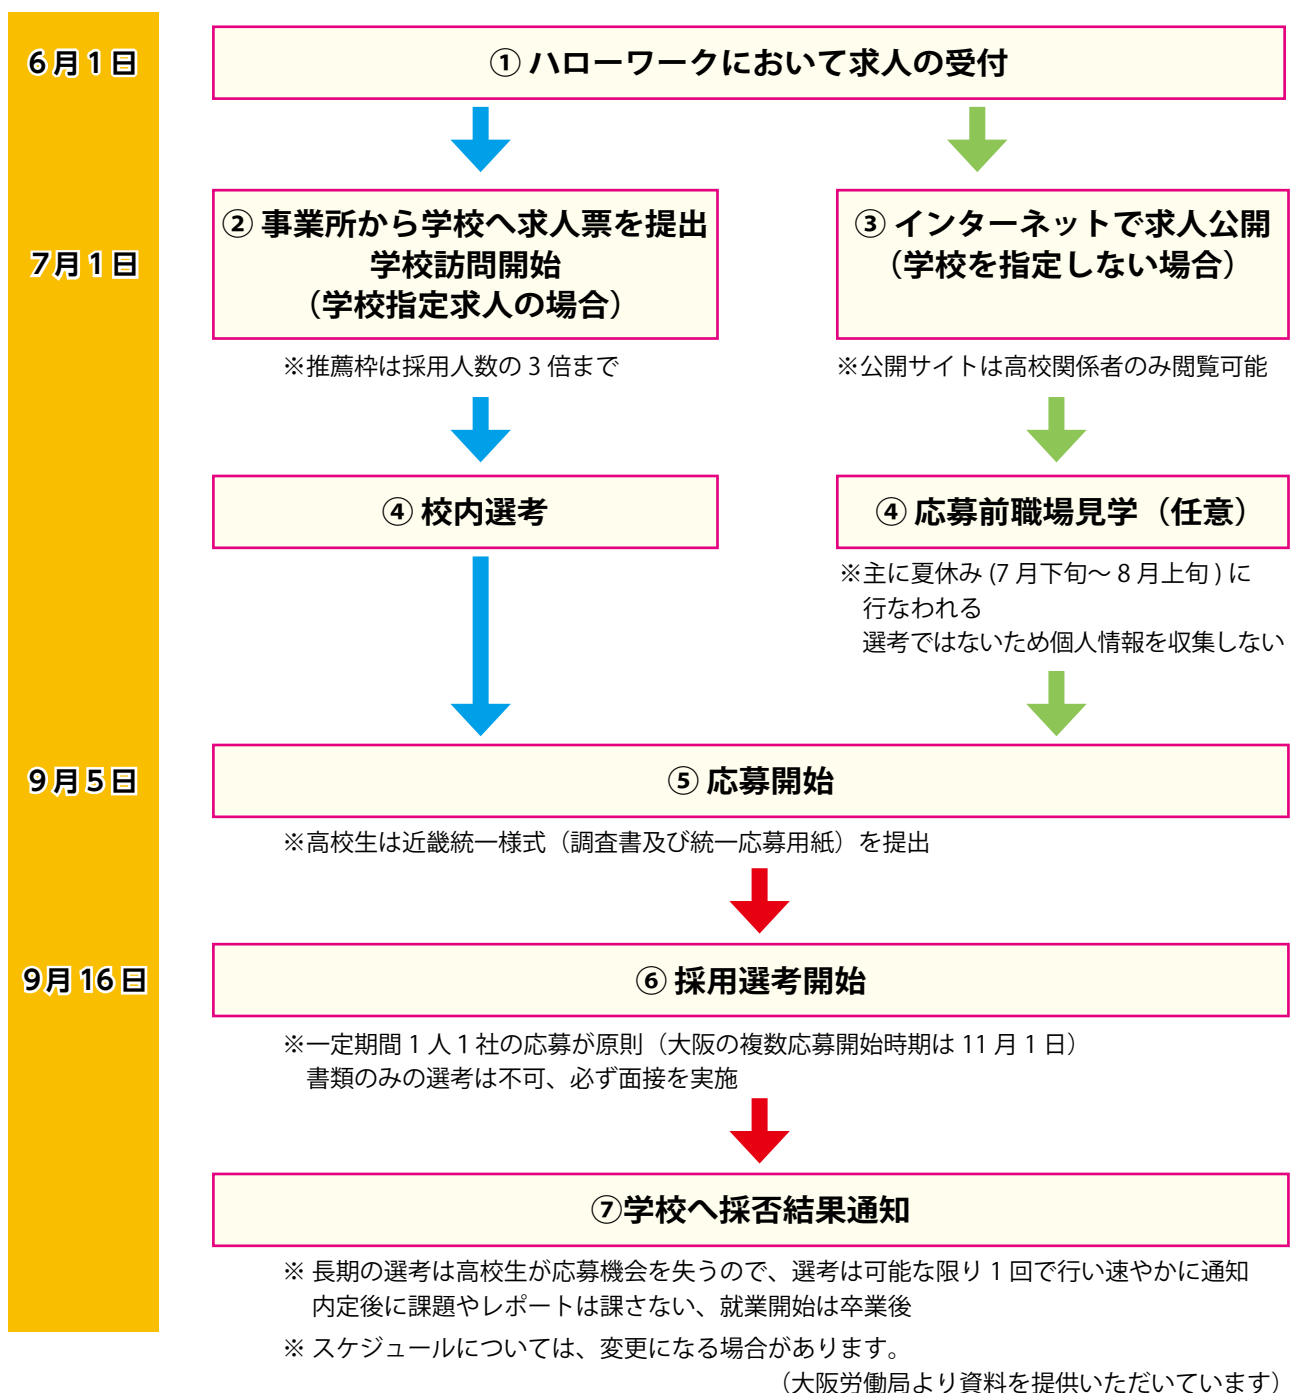 6月1日
① ハローワークにおいて求人の受付
7月1日
② 事業所から学校へ求人票を提出
学校訪問開始
（学校指定求人の場合）
※推薦枠は採用人数の 3 倍まで
③ インターネットで求人公開
（学校を指定しない場合）
※公開サイトは高校関係者のみ閲覧可能
④ 校内選考
④ 応募前職場見学（任意）
※主に夏休み (7 月下旬～ 8 月上旬 ) に
行なわれる
選考ではないため個人情報を収集しない
9月5日
⑤ 応募開始
※高校生は近畿統一様式（調査書及び統一応募用紙）を提出
9月16日
⑥ 採用選考開始
※一定期間 1 人 1 社の応募が原則（大阪の複数応募開始時期は 11 月 1 日）
書類のみの選考は不可、必ず面接を実施
⑦学校へ採否結果通知
※ 長期の選考は高校生が応募機会を失うので、選考は可能な限り 1 回で行い速やかに通知
内定後に課題やレポートは課さない、就業開始は卒業後
※ スケジュールについては、変更になる場合があります。
（大阪労働局より資料を提供いただいています）